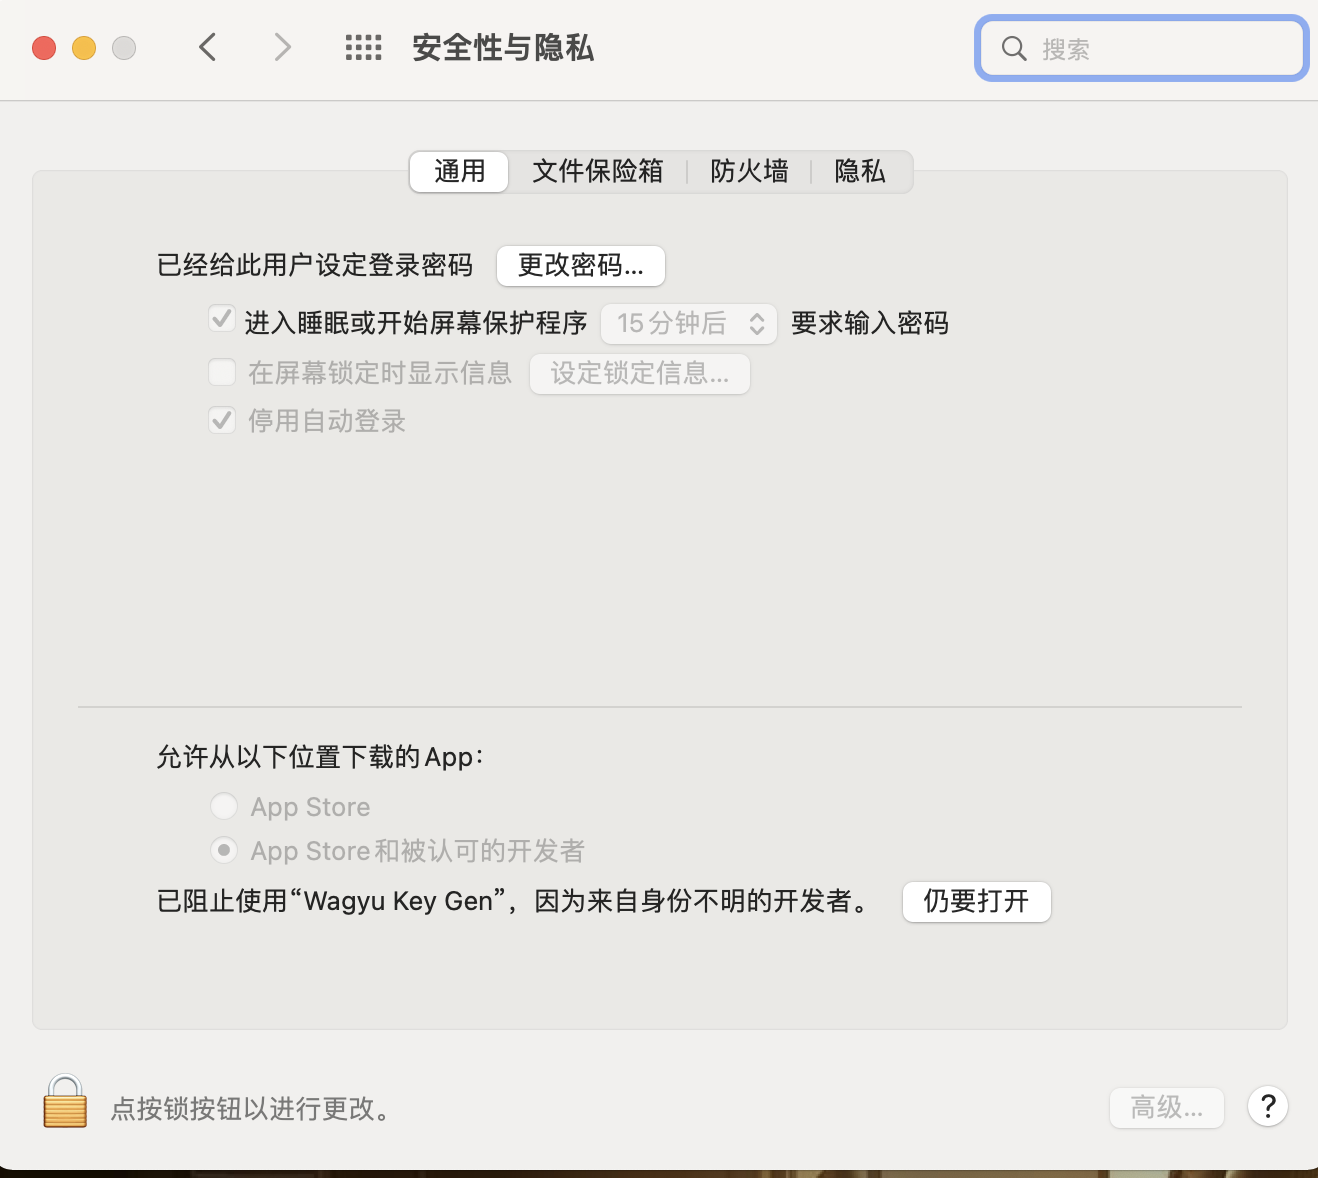 安全性与隐私
搜索
通用 文件保险箱 防火墙 隐私
已经给此用户设定登录密码 更改密码...
进入睡眠或开始屏幕保护程序 15分钟后 要求输入密码
在屏幕锁定时显示信息 设定锁定信息...
停用自动登录
允许从以下位置下载的App：
App Store
App Store和被认可的开发者
已阻止使用“Wagyu Key Gen”，因为来自身份不明的开发者。 仍要打开
点按锁按钮以进行更改。 高级... ?